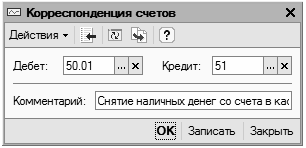 Корреспонденция счетов
Действия
Дебет: 50.01 ... Кредит: 51 ...
Комментарий: Снятие наличных денег со счета в кас
OK Записать Закрыть